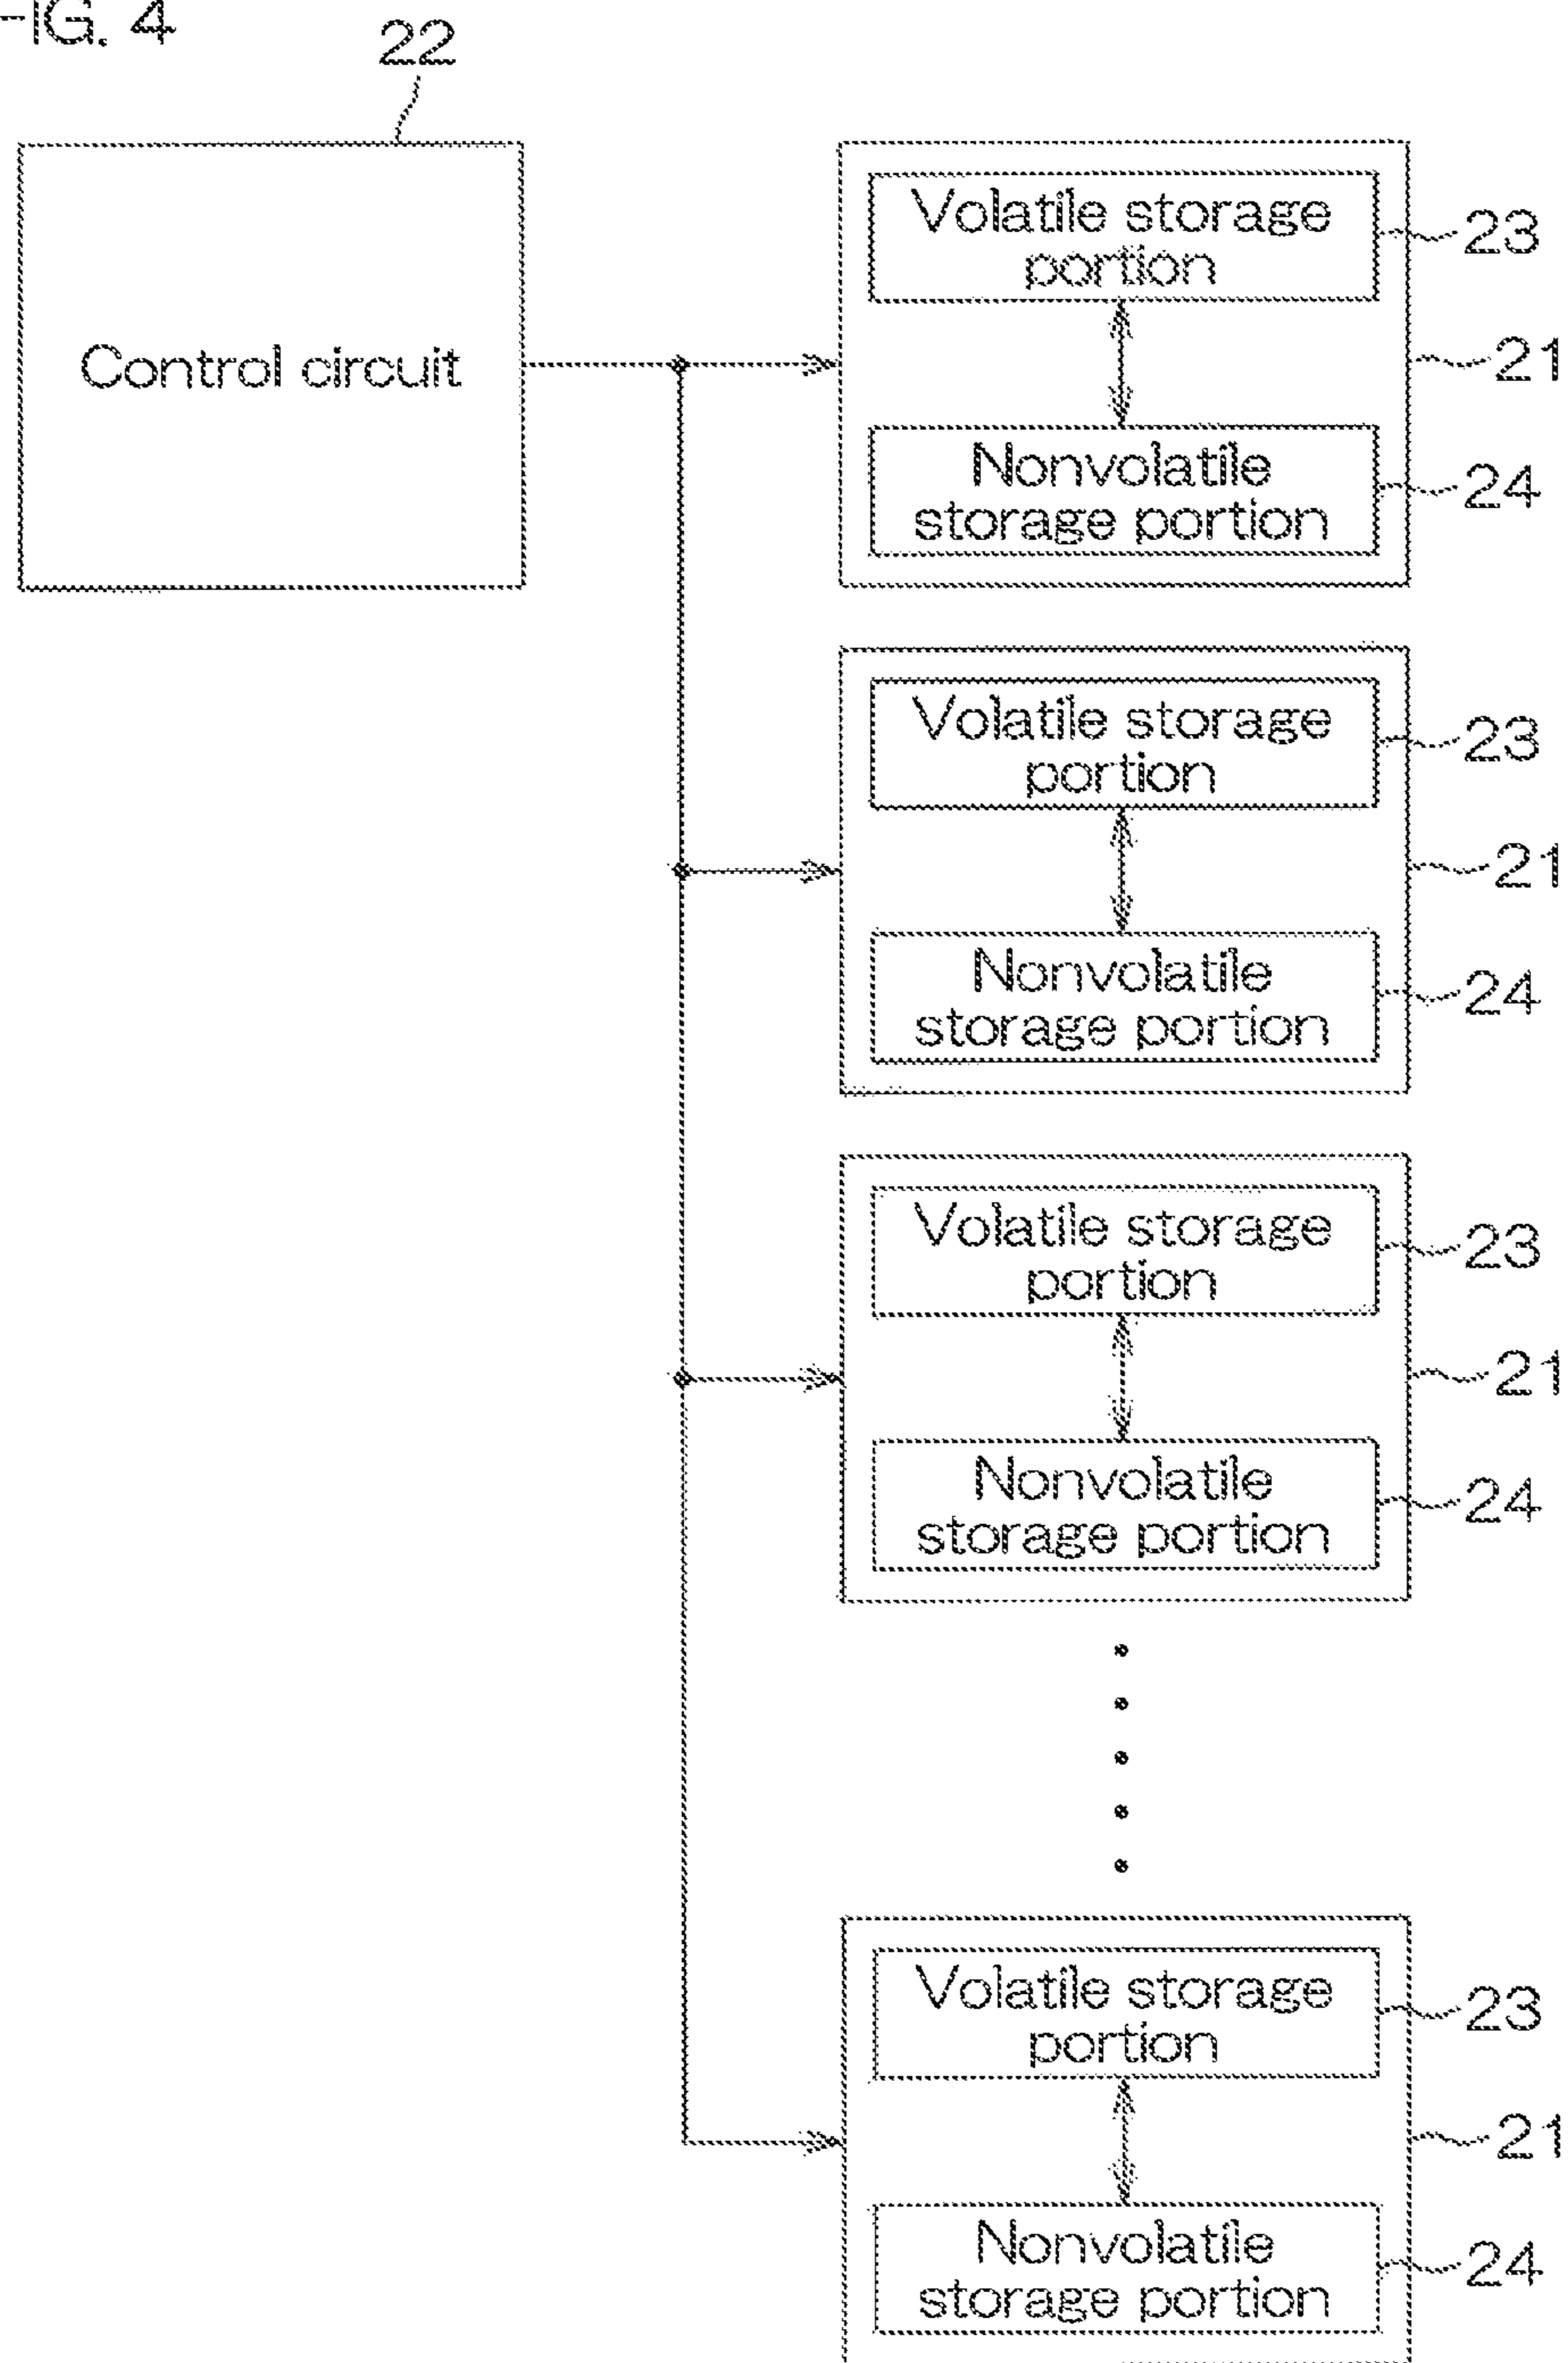 FIG. 4
22
Control circuit
Volatile storage
portion
23
21
Nonvolatile
storage portion
24
Volatile storage
portion
23
21
Nonvolatile
storage portion
24
Volatile storage
portion
23
21
Nonvolatile
storage portion
24
Volatile storage
portion
23
21
Nonvolatile
storage portion
24